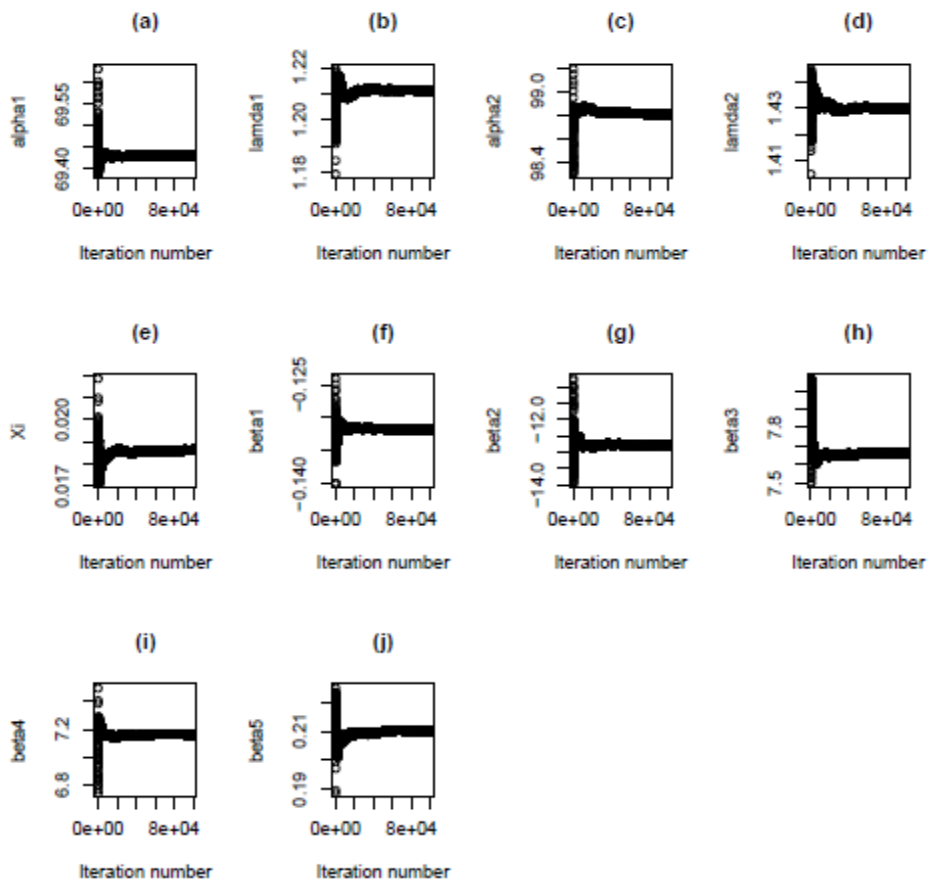 (a) (b) (c) (d)
alpha1 69.40 69.55
lamda1 1.18 1.20 1.22
alpha2 98.4 99.0
lamda2 1.41 1.43
0e+00 8e+04 0e+00 8e+04 0e+00 8e+04 0e+00 8e+04
Iteration number Iteration number Iteration number Iteration number
(e) (f) (g) (h)
Xi 0.017 0.020
beta1 −0.140 −0.125
beta2 −14.0 −12.0
beta3 7.5 7.8
0e+00 8e+04 0e+00 8e+04 0e+00 8e+04 0e+00 8e+04
Iteration number Iteration number Iteration number Iteration number
(i) (j)
beta4 6.8 7.2
beta5 0.19 0.21
0e+00 8e+04 0e+00 8e+04
Iteration number Iteration number